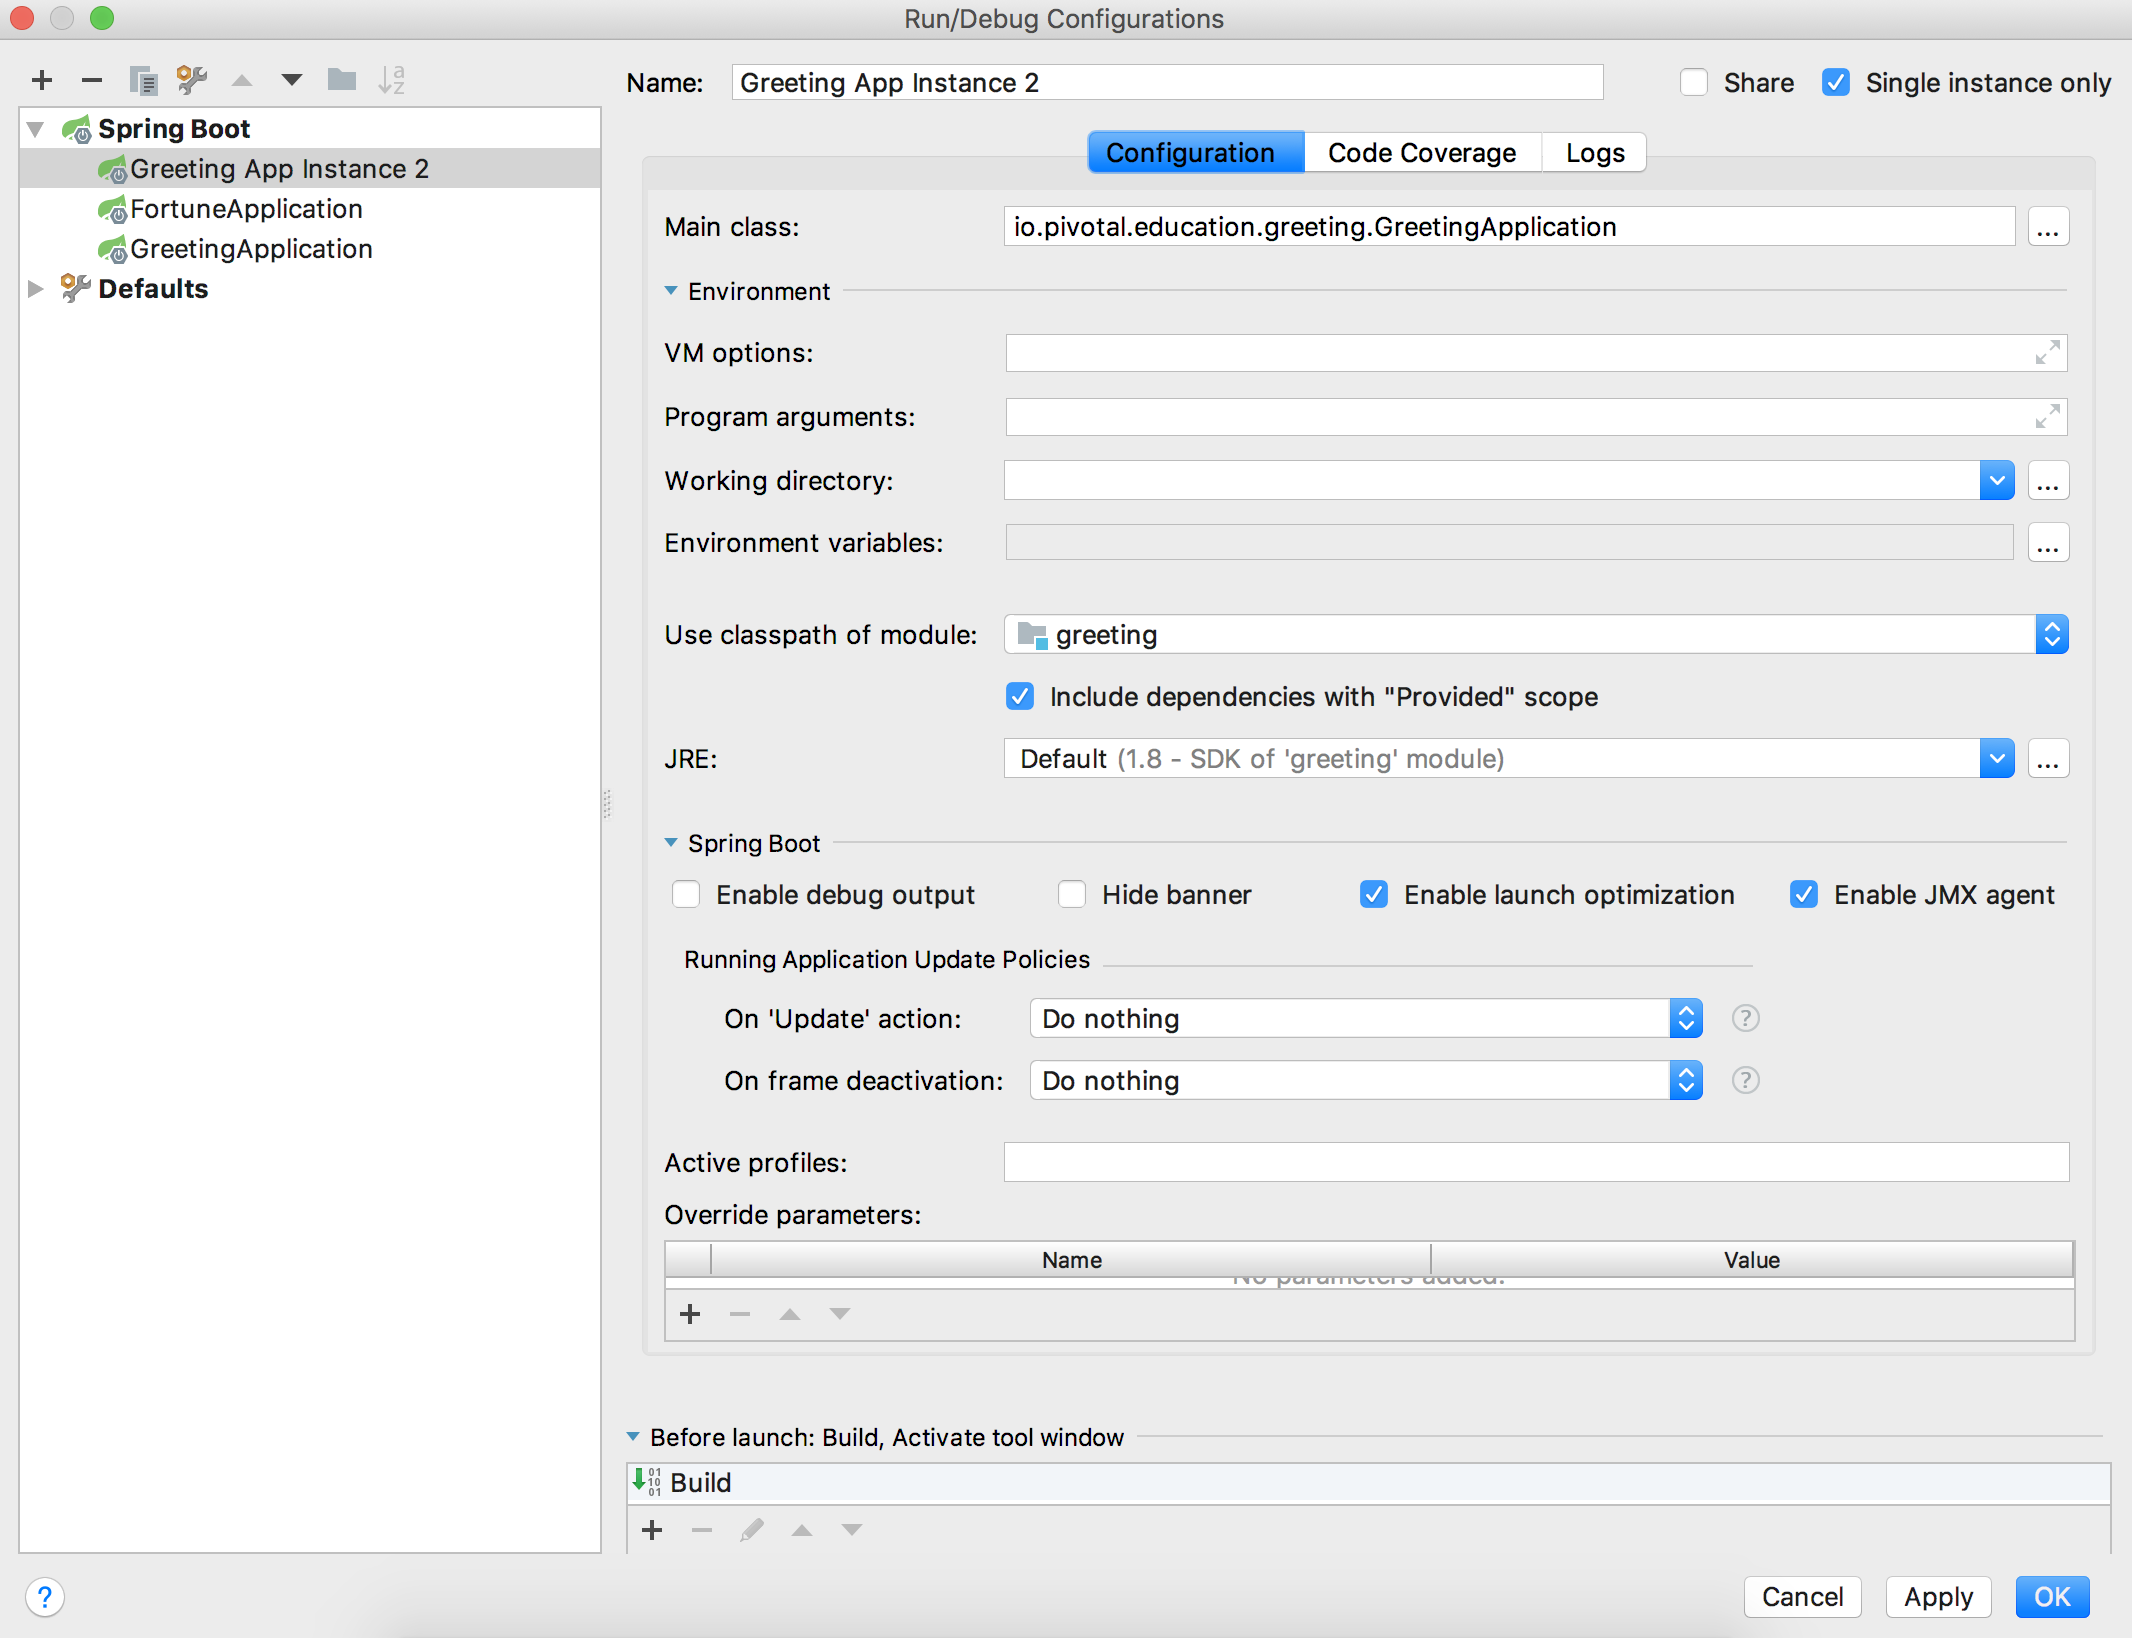 Run/Debug Configurations
Name: Greeting App Instance 2 Share Single instance only
Spring Boot
Greeting App Instance 2
FortuneApplication
GreetingApplication
Defaults
Configuration Code Coverage Logs
Main class: io.pivotal.education.greeting.GreetingApplication ...
Environment
VM options:
Program arguments:
Working directory: ...
Environment variables: ...
Use classpath of module: greeting
Include dependencies with "Provided" scope
JRE: Default (1.8 - SDK of 'greeting' module) ...
Spring Boot
Enable debug output Hide banner Enable launch optimization Enable JMX agent
Running Application Update Policies
On 'Update' action: Do nothing ?
On frame deactivation: Do nothing ?
Active profiles:
Override parameters:
Name Value
No parameters added.
Before launch: Build, Activate tool window
Build
? Cancel Apply OK